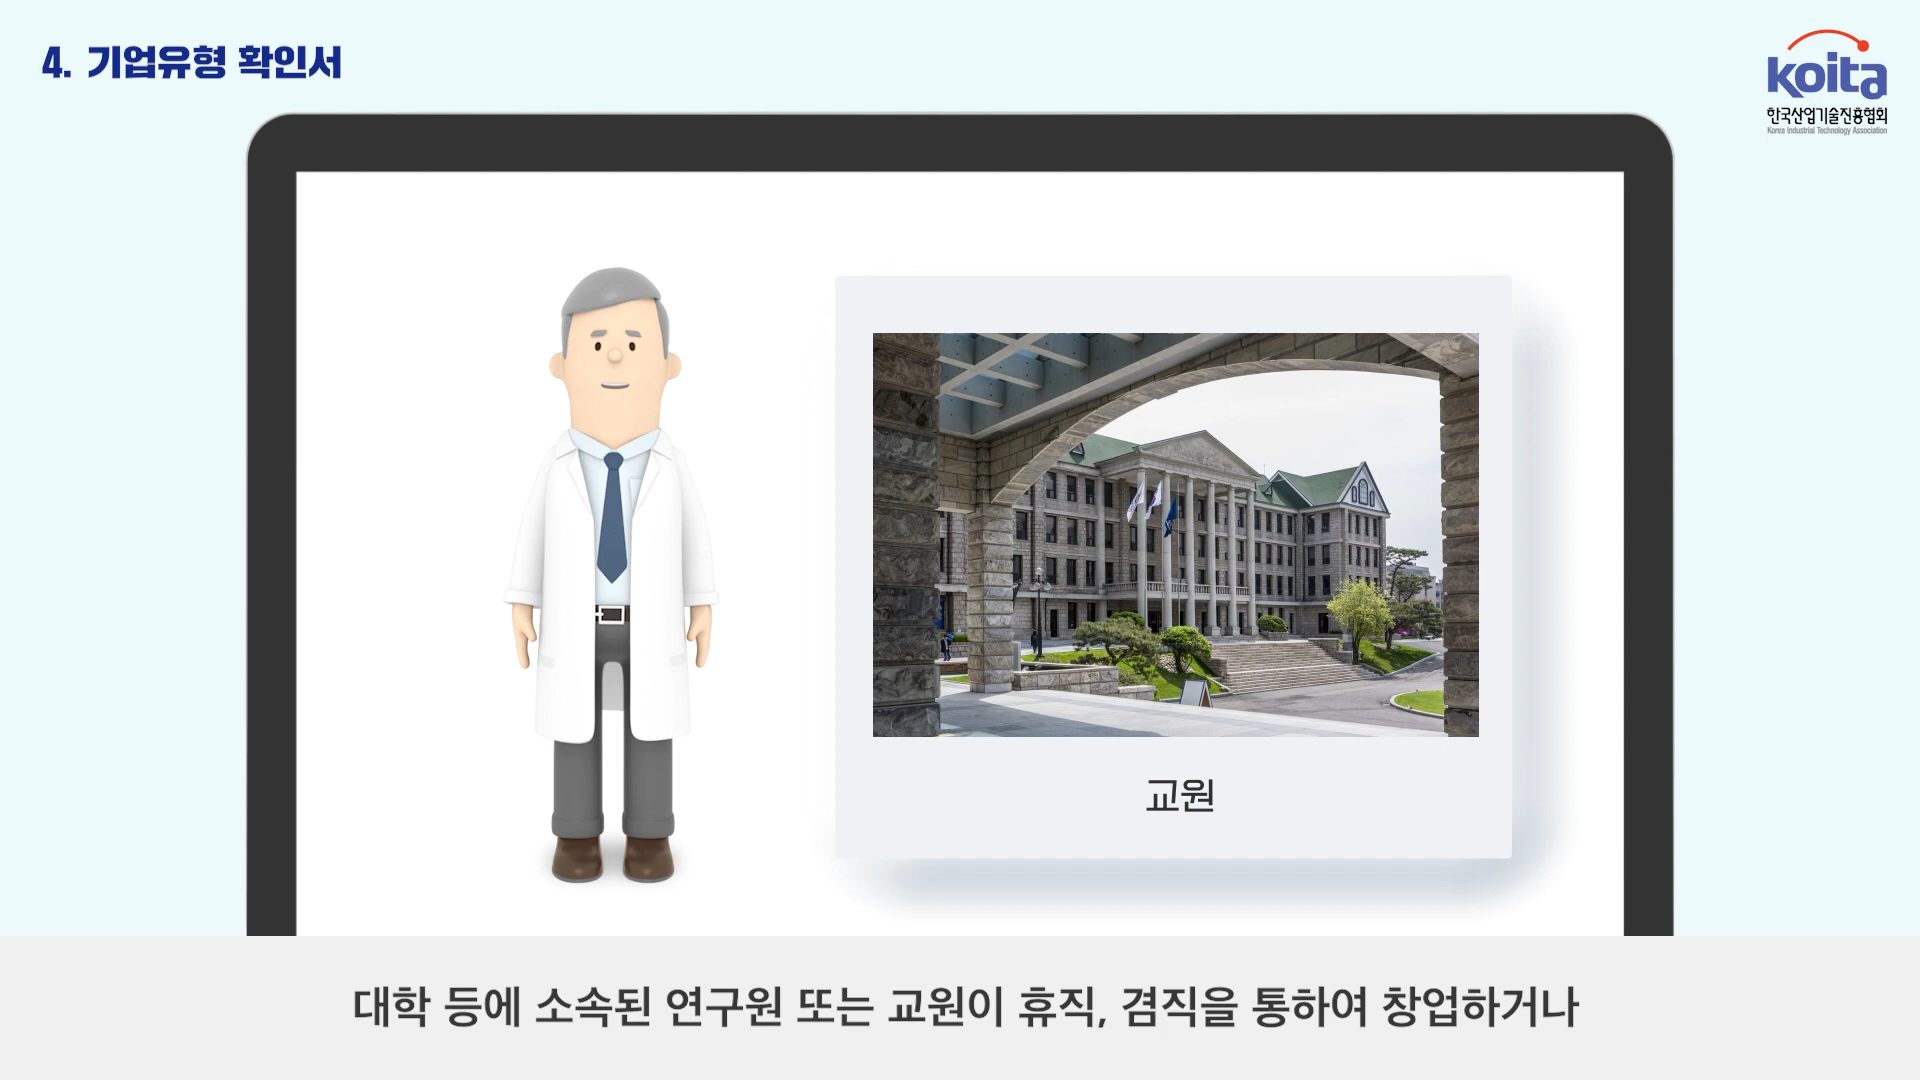 4. 기업유형 확인서
koita
한국산업기술진흥협회
Korea Industrial Technology Association
교원
대학 등에 소속된 연구원 또는 교원이 휴직, 겸직을 통하여 창업하거나